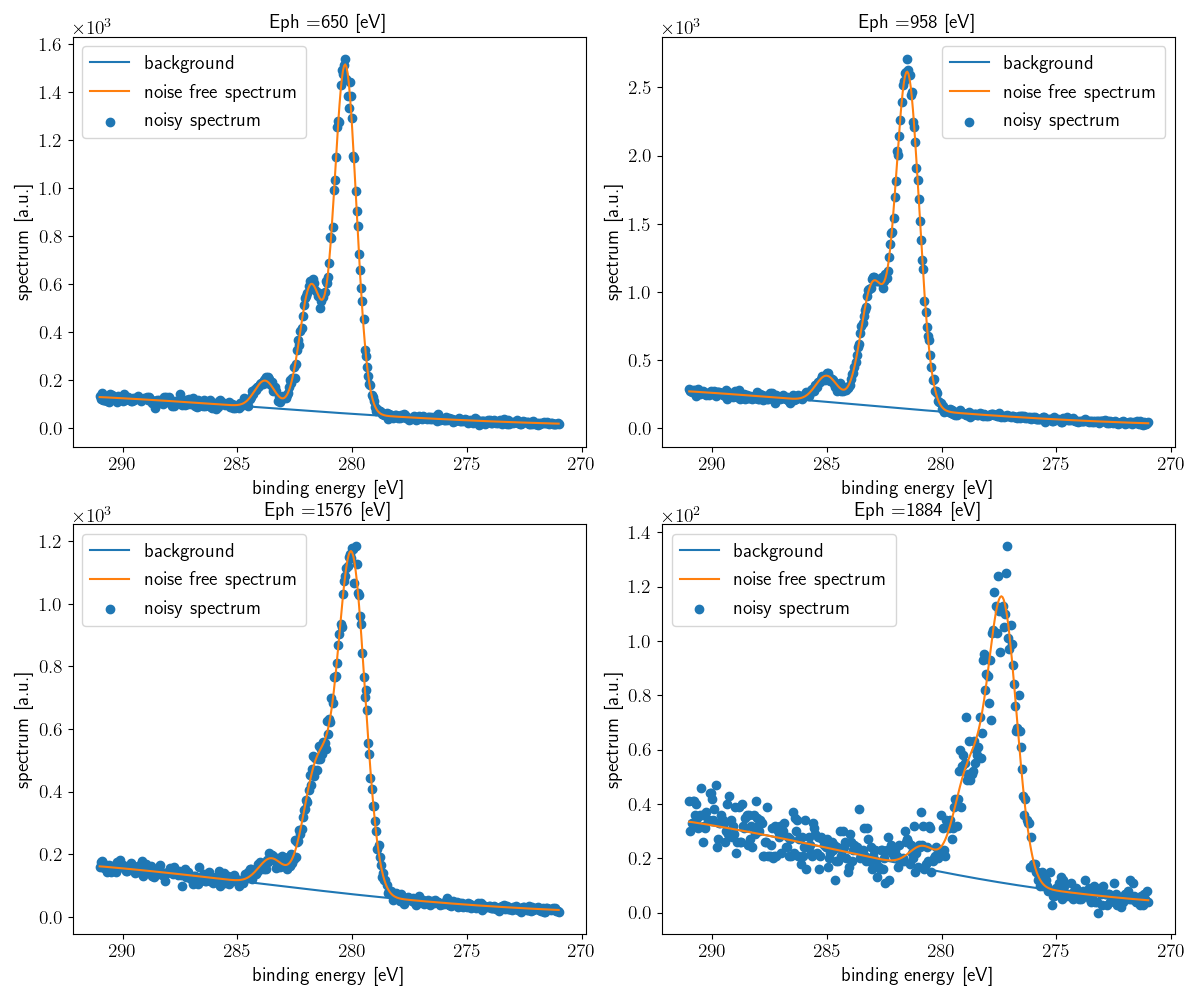 Eph =650 [eV]
×10³
1.6
1.4
1.2
1.0
0.8
0.6
0.4
0.2
0.0
spectrum [a.u.]
background
noise free spectrum
noisy spectrum
290
285
280
275
270
binding energy [eV]
Eph =958 [eV]
×10³
2.5
2.0
1.5
1.0
0.5
0.0
spectrum [a.u.]
background
noise free spectrum
noisy spectrum
290
285
280
275
270
binding energy [eV]
Eph =1576 [eV]
×10³
1.2
1.0
0.8
0.6
0.4
0.2
0.0
spectrum [a.u.]
background
noise free spectrum
noisy spectrum
290
285
280
275
270
binding energy [eV]
Eph =1884 [eV]
×10²
1.4
1.2
1.0
0.8
0.6
0.4
0.2
0.0
spectrum [a.u.]
background
noise free spectrum
noisy spectrum
290
285
280
275
270
binding energy [eV]